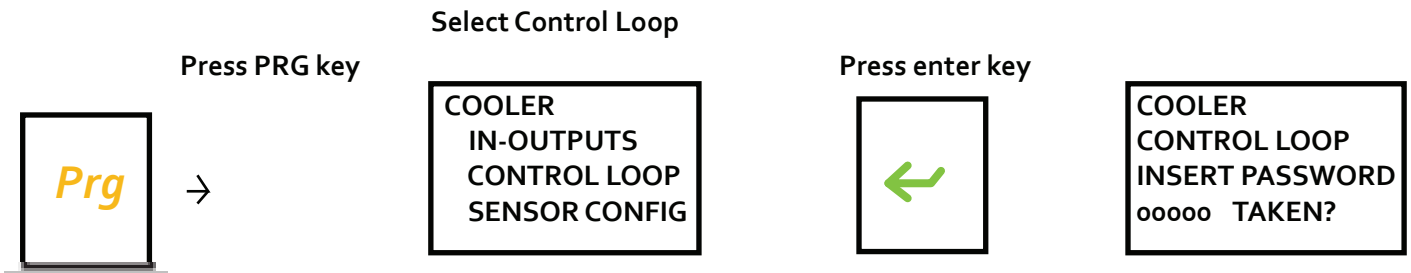 Select Control Loop
Press PRG key
Press enter key
Prg
→
COOLER
IN-OUTPUTS
CONTROL LOOP
SENSOR CONFIG
COOLER
CONTROL LOOP
INSERT PASSWORD
00000 TAKEN?